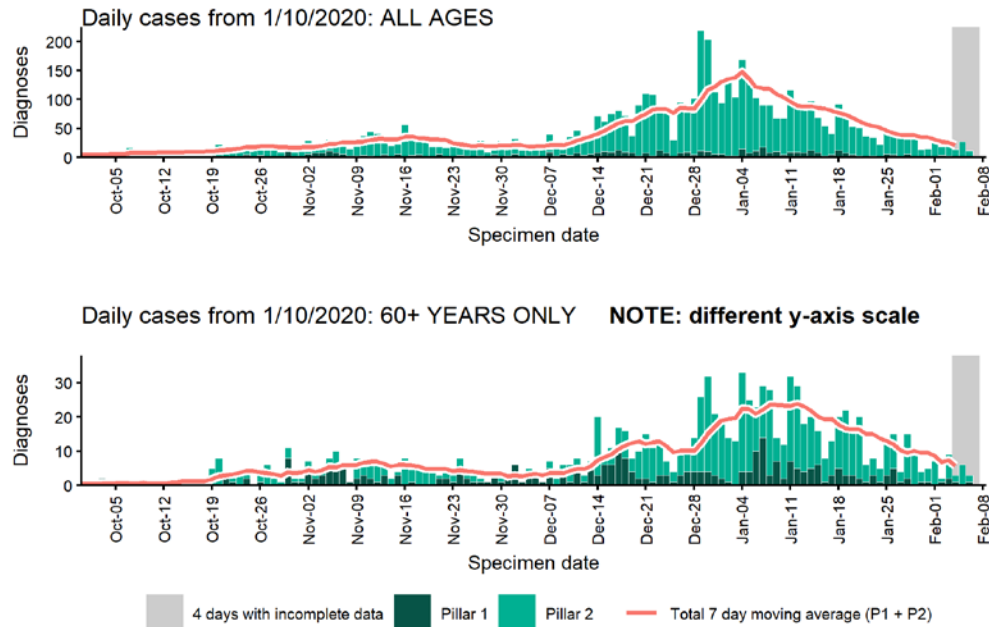 Daily cases from 1/10/2020: ALL AGES
200
150
100
50
0
Diagnoses
Oct-05 Oct-12 Oct-19 Oct-26 Nov-02 Nov-09 Nov-16 Nov-23 Nov-30 Dec-07 Dec-14 Dec-21 Dec-28 Jan-04 Jan-11 Jan-18 Jan-25 Feb-01 Feb-08
Specimen date
Daily cases from 1/10/2020: 60+ YEARS ONLY NOTE: different y-axis scale
30
20
10
0
Diagnoses
Oct-05 Oct-12 Oct-19 Oct-26 Nov-02 Nov-09 Nov-16 Nov-23 Nov-30 Dec-07 Dec-14 Dec-21 Dec-28 Jan-04 Jan-11 Jan-18 Jan-25 Feb-01 Feb-08
Specimen date
4 days with incomplete data Pillar 1 Pillar 2 Total 7 day moving average (P1 + P2)